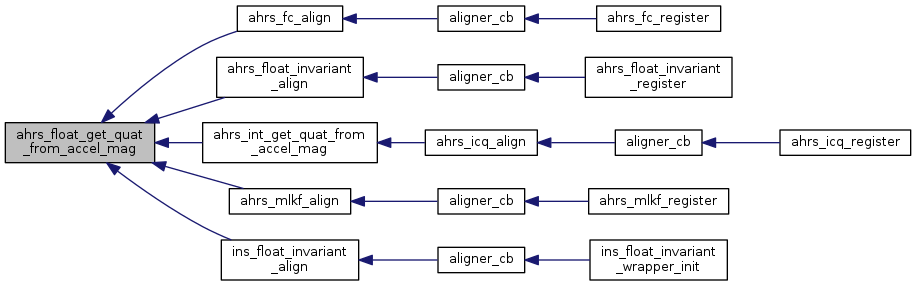 ahrs_fc_align
aligner_cb
ahrs_fc_register
ahrs_float_invariant
_align
aligner_cb
ahrs_float_invariant
_register
ahrs_float_get_quat
_from_accel_mag
ahrs_int_get_quat_from
_accel_mag
ahrs_icq_align
aligner_cb
ahrs_icq_register
ahrs_mlkf_align
aligner_cb
ahrs_mlkf_register
ins_float_invariant
_align
aligner_cb
ins_float_invariant
_wrapper_init